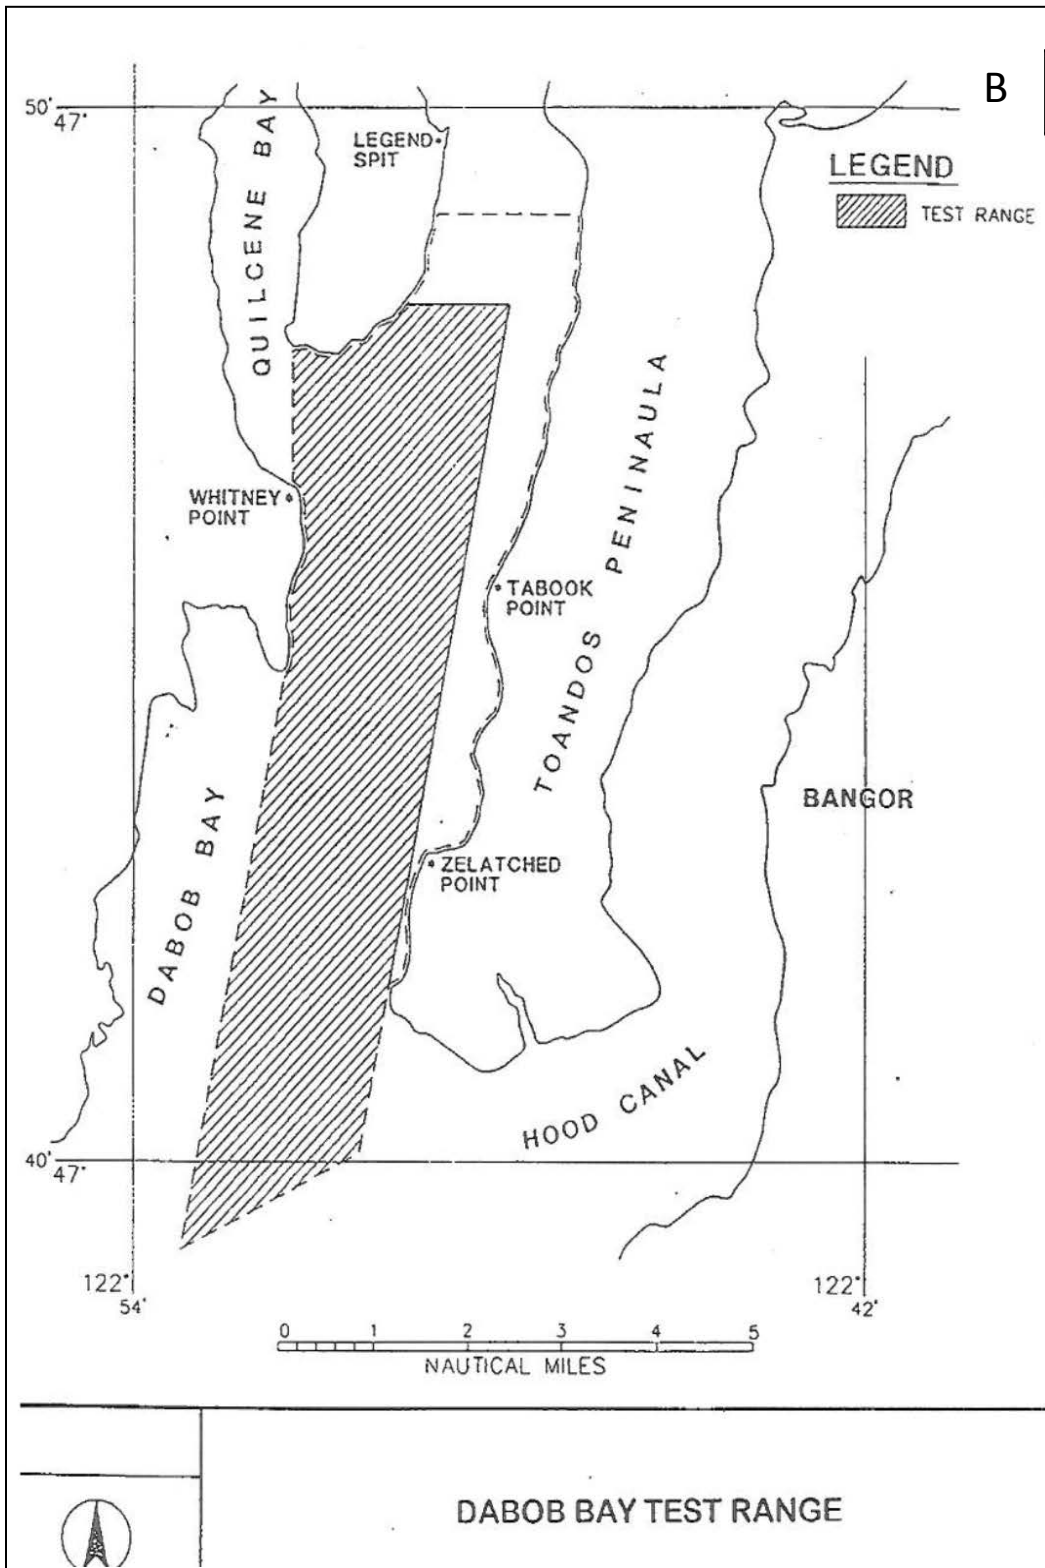 B
50'
47°
QUILCENE BAY
LEGEND
SPIT
LEGEND
TEST RANGE
WHITNEY
POINT
TOANDOS PENINAULA
TABOOK
POINT
BANGOR
DABOB BAY
ZELATCHED
POINT
HOOD CANAL
40'
47°
122°
54'
122°
42'
0 1 2 3 4 5
NAUTICAL MILES
DABOB BAY TEST RANGE